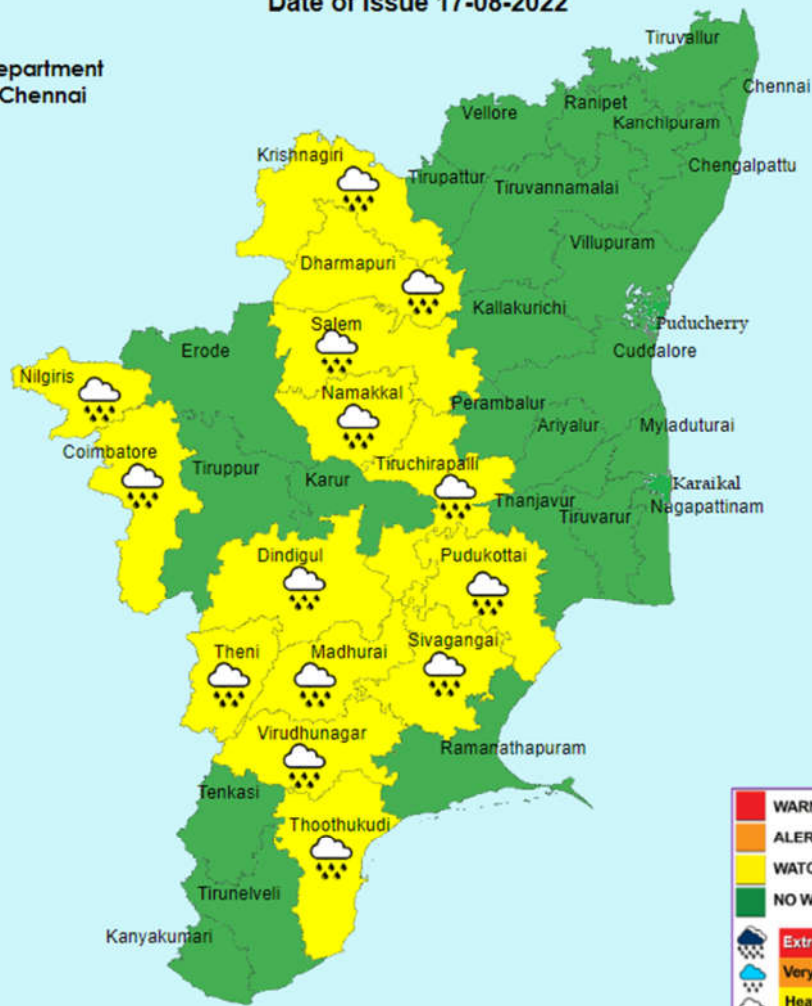 Date of Issue 17-08-2022
epartment
Chennai
Tiruvallur
Chennai
Vellore
Ranipet
Kanchipuram
Krishnagiri
Tirupattur
Chengalpattu
Tiruvannamalai
Villupuram
Dharmapuri
Kallakurichi
Salem
Puducherry
Erode
Cuddalore
Nilgiris
Namakkal
Perambalur
Ariyalur
Myladuturai
Coimbatore
Tiruppur
Karur
Tiruchirapalli
Karaikal
Thanjavur
Tiruvarur
Nagapattinam
Dindigul
Pudukottai
Theni
Madhurai
Sivagangai
Virudhunagar
Ramanathapuram
Tenkasi
Thoothukudi
Tirunelveli
Kanyakumari
WARN
ALER
WATC
NO W
Extr
Very
Hea